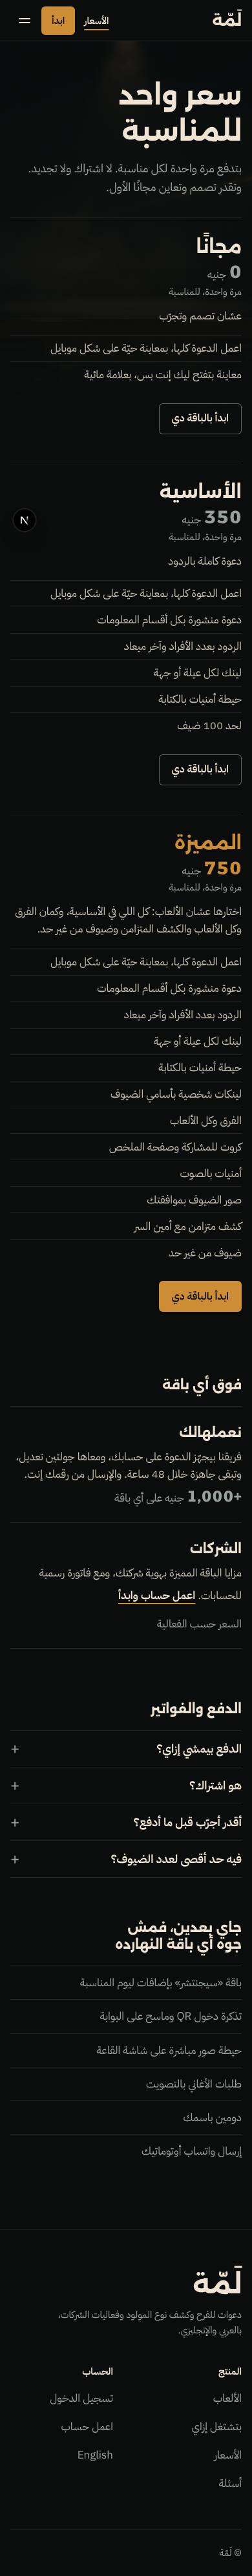 لَمّة
الأسعار
ابدأ
سعر واحد
للمناسبة
بتدفع مرة واحدة لكل مناسبة. لا اشتراك ولا تجديد.
وتقدر تصمم وتعاين مجانًا الأول.
مجانًا
0 جنيه
مرة واحدة، للمناسبة
عشان تصمم وتجرّب
اعمل الدعوة كلها، بمعاينة حيّة على شكل موبايل
معاينة بتفتح ليك إنت بس، بعلامة مائية
ابدأ بالباقة دي
الأساسية
350 جنيه
مرة واحدة، للمناسبة
دعوة كاملة بالردود
اعمل الدعوة كلها، بمعاينة حيّة على شكل موبايل
دعوة منشورة بكل أقسام المعلومات
الردود بعدد الأفراد وآخر ميعاد
لينك لكل عيلة أو جهة
حيطة أمنيات بالكتابة
لحد 100 ضيف
ابدأ بالباقة دي
المميزة
750 جنيه
مرة واحدة، للمناسبة
اختارها عشان الألعاب: كل اللي في الأساسية، وكمان الفرق
وكل الألعاب والكشف المتزامن وضيوف من غير حد.
اعمل الدعوة كلها، بمعاينة حيّة على شكل موبايل
دعوة منشورة بكل أقسام المعلومات
الردود بعدد الأفراد وآخر ميعاد
لينك لكل عيلة أو جهة
حيطة أمنيات بالكتابة
لينكات شخصية بأسامي الضيوف
الفرق وكل الألعاب
كروت للمشاركة وصفحة الملخص
أمنيات بالصوت
صور الضيوف بموافقتك
كشف متزامن مع أمين السر
ضيوف من غير حد
ابدأ بالباقة دي
فوق أي باقة
نعملهالك
فريقنا بيجهّز الدعوة على حسابك، ومعاها جولتين تعديل،
وتبقى جاهزة خلال 48 ساعة. والإرسال من رقمك إنت.
+1,000 جنيه على أي باقة
الشركات
مزايا الباقة المميزة بهوية شركتك، ومع فاتورة رسمية
للحسابات. اعمل حساب وابدأ
السعر حسب الفعالية
الدفع والفواتير
الدفع بيمشي إزاي؟
هو اشتراك؟
أقدر أجرّب قبل ما أدفع؟
فيه حد أقصى لعدد الضيوف؟
جاي بعدين، فمش
جوه أي باقة النهارده
باقة «سيجنتشر» بإضافات ليوم المناسبة
تذكرة دخول QR وماسح على البوابة
حيطة صور مباشرة على شاشة القاعة
طلبات الأغاني بالتصويت
دومين باسمك
إرسال واتساب أوتوماتيك
لَمّة
دعوات للفرح وكشف نوع المولود وفعاليات الشركات،
بالعربي والإنجليزي.
المنتج
الألعاب
بتشتغل إزاي
الأسعار
أسئلة
الحساب
تسجيل الدخول
اعمل حساب
English
© لَمّة